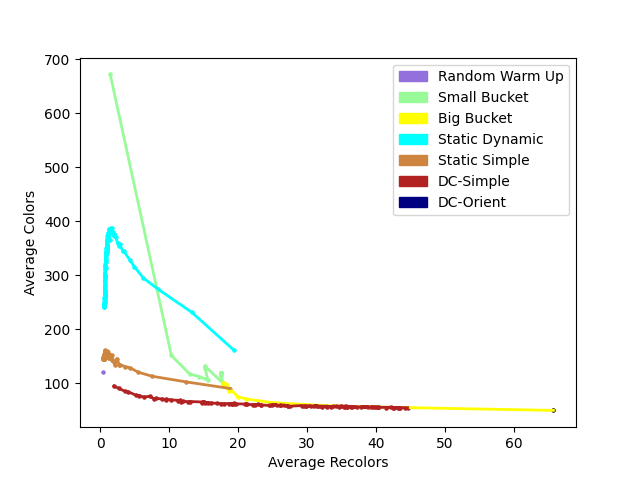 700
600
500
400
300
200
100
0
10
20
30
40
50
60
Average Colors
Average Recolors
Random Warm Up
Small Bucket
Big Bucket
Static Dynamic
Static Simple
DC-Simple
DC-Orient